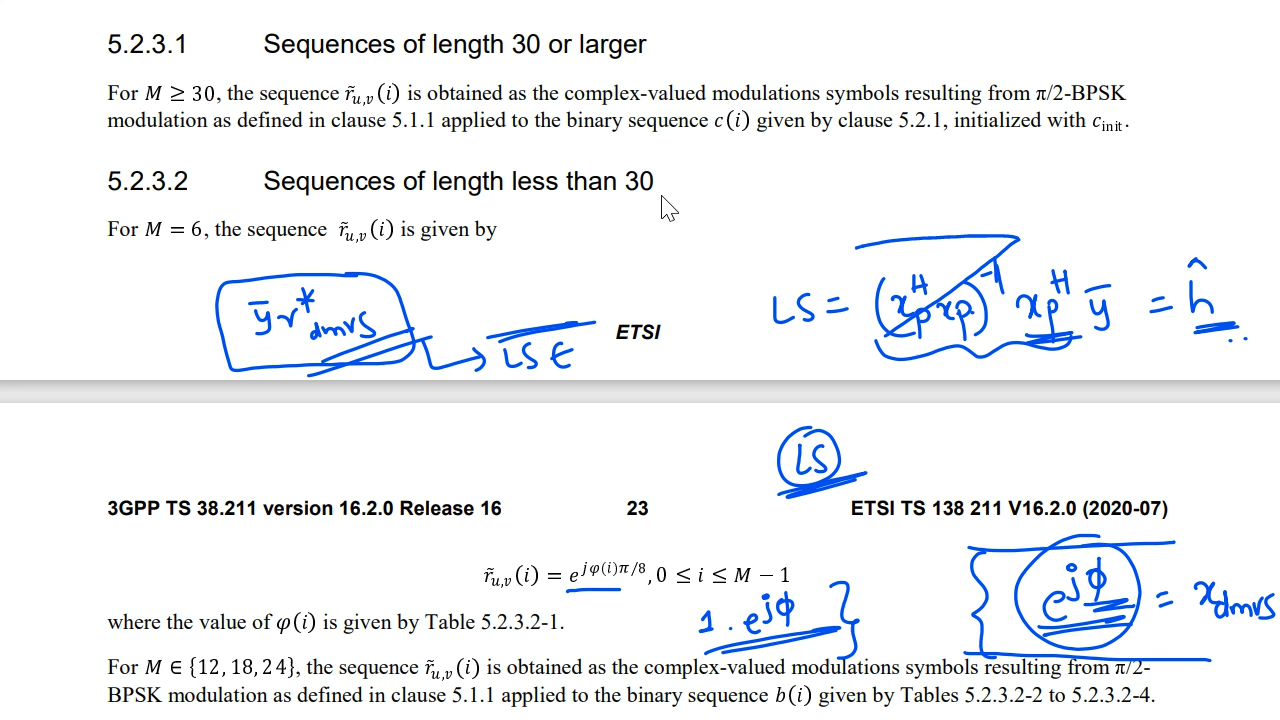 5.2.3.1 Sequences of length 30 or larger
For M ≥ 30, the sequence r̃u,v(i) is obtained as the complex-valued modulations symbols resulting from π/2-BPSK
modulation as defined in clause 5.1.1 applied to the binary sequence c(i) given by clause 5.2.1, initialized with cinit.
5.2.3.2 Sequences of length less than 30
For M = 6, the sequence r̃u,v(i) is given by
ȳ r* dmrs
LS = (xp^H xp)^-1 xp^H ȳ = ĥ
ETSI
LS E
LS
3GPP TS 38.211 version 16.2.0 Release 16 23 ETSI TS 138 211 V16.2.0 (2020-07)
r̃u,v(i) = e^jφ(i)π/8, 0 ≤ i ≤ M − 1
e^jϕ = xdmrs
1. e^jϕ }
where the value of φ(i) is given by Table 5.2.3.2-1.
For M ∈ {12, 18, 24}, the sequence r̃u,v(i) is obtained as the complex-valued modulations symbols resulting from π/2-
BPSK modulation as defined in clause 5.1.1 applied to the binary sequence b(i) given by Tables 5.2.3.2-2 to 5.2.3.2-4.